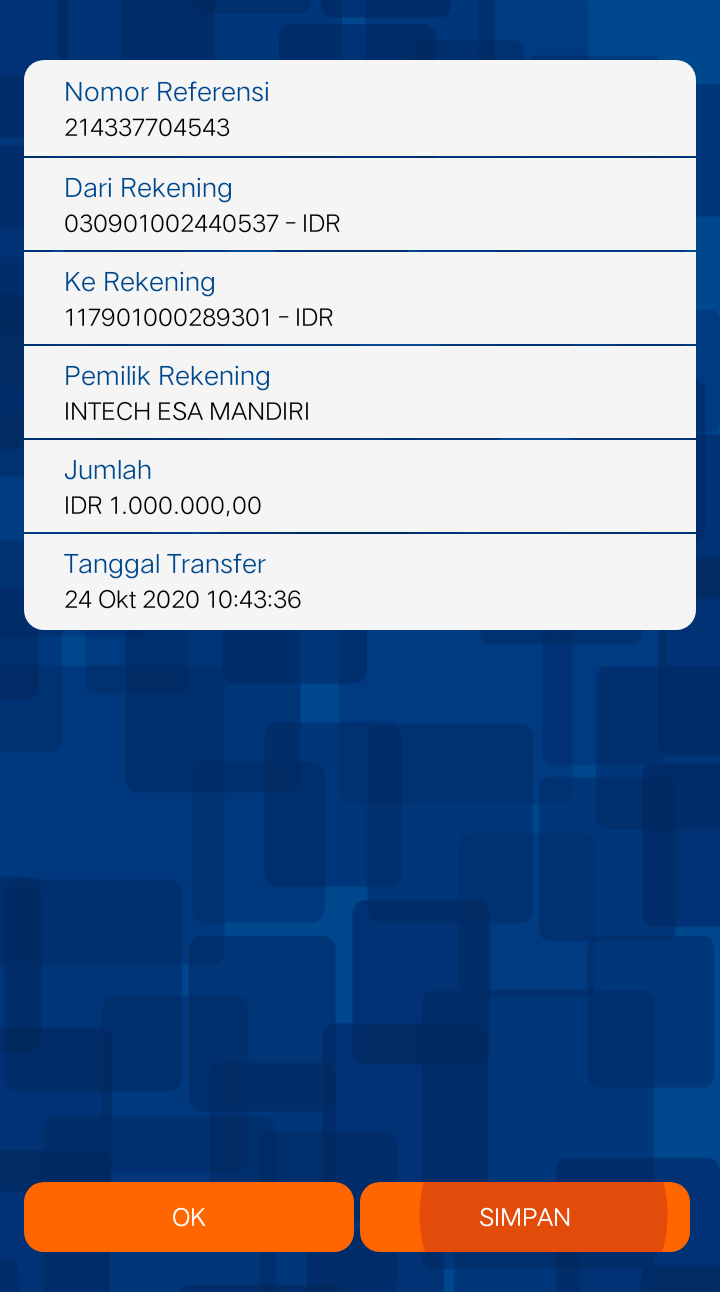 Nomor Referensi
214337704543
Dari Rekening
030901002440537 - IDR
Ke Rekening
117901000289301 - IDR
Pemilik Rekening
INTECH ESA MANDIRI
Jumlah
IDR 1.000.000,00
Tanggal Transfer
24 Okt 2020 10:43:36
OK
SIMPAN